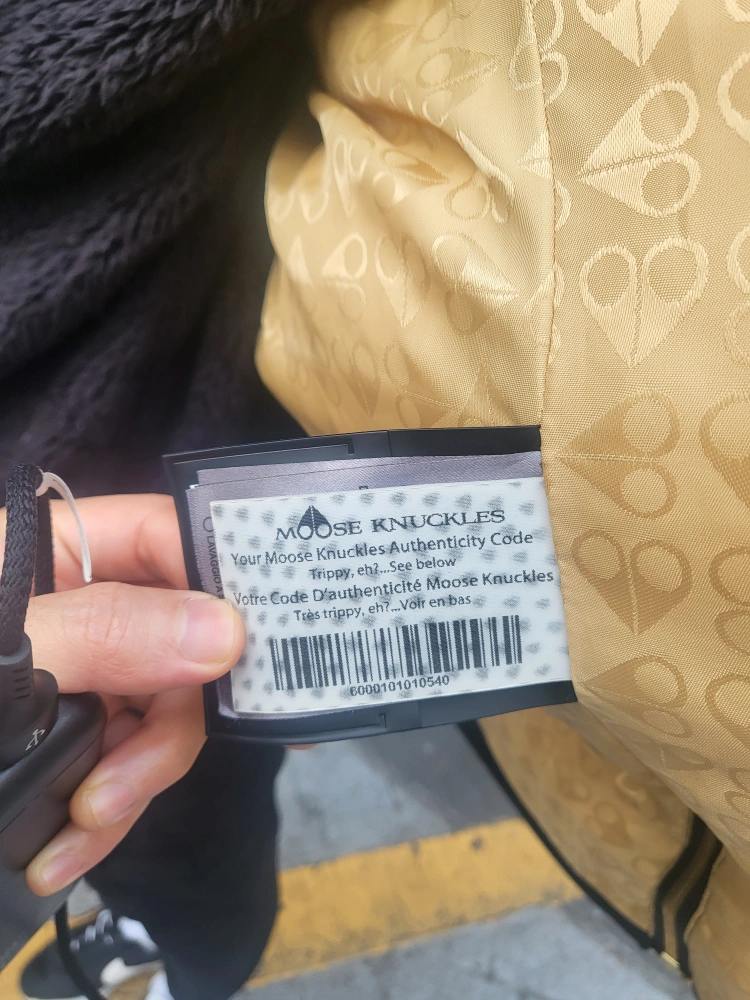 MOOSE KNUCKLES
Your Moose Knuckles Authenticity Code
Trippy, eh?...See below
Votre Code D'authenticité Moose Knuckles
Très trippy, eh?...Voir en bas
6000101010540
LAVAGGIO A